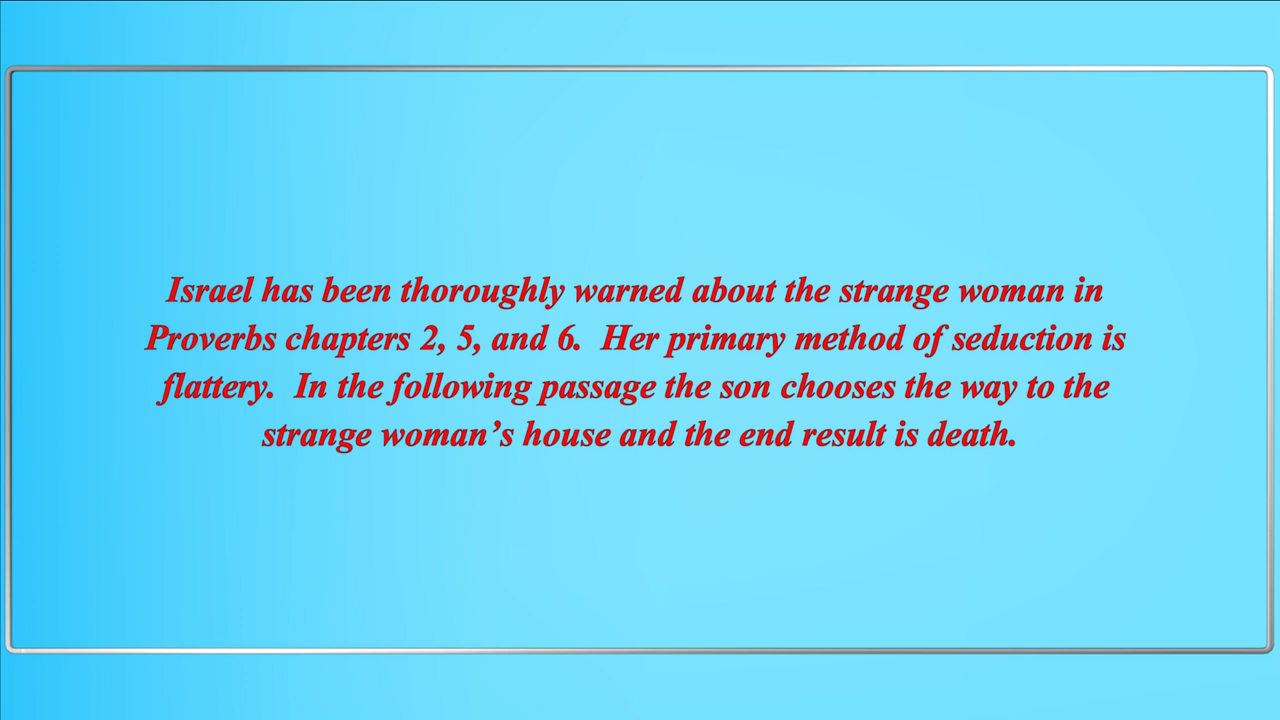 Israel has been thoroughly warned about the strange woman in
Proverbs chapters 2, 5, and 6.  Her primary method of seduction is
flattery.  In the following passage the son chooses the way to the
strange woman’s house and the end result is death.